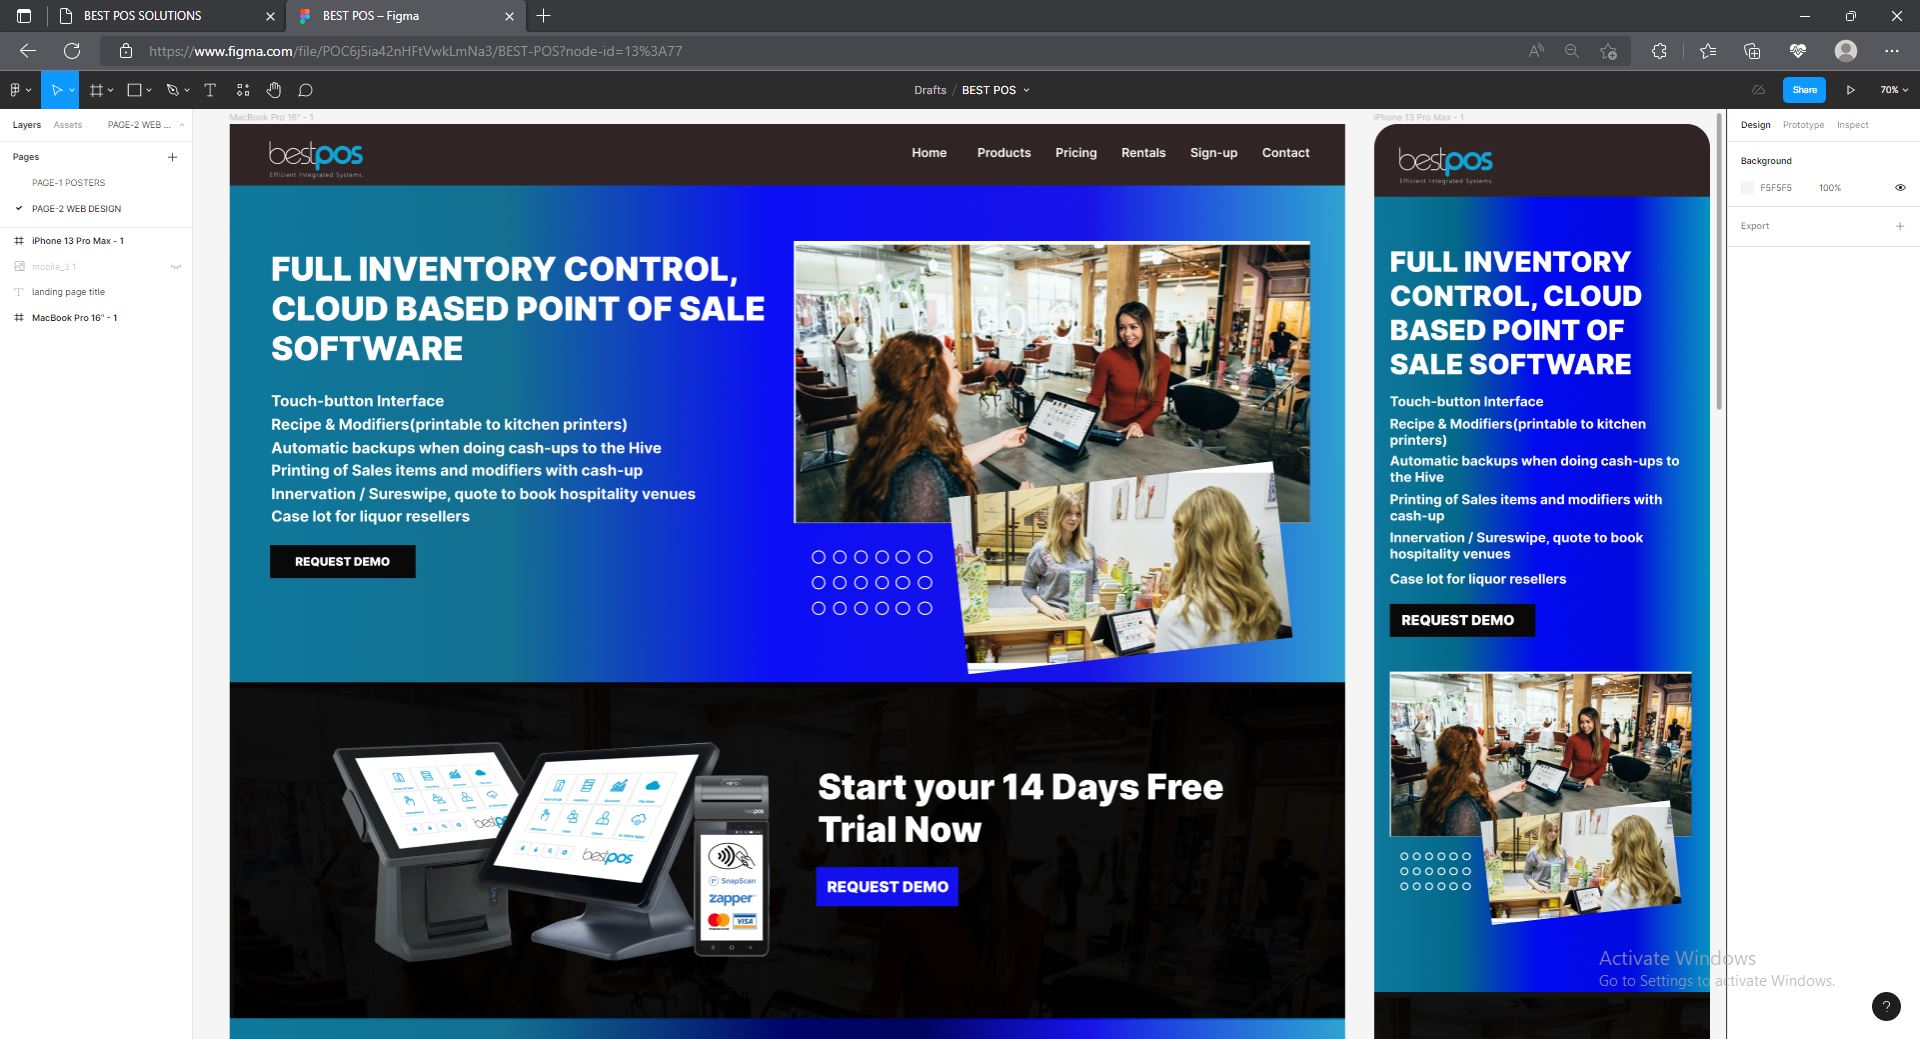 BEST POS SOLUTIONS
BEST POS – Figma
https://www.figma.com/file/POC6j5ia42nHFtVwkLmNa3/BEST-POS?node-id=13%3A77
Drafts / BEST POS
Share
70%
Layers
Assets
PAGE-2 WEB ...
Pages
PAGE-1 POSTERS
PAGE-2 WEB DESIGN
iPhone 13 Pro Max - 1
mobile_3 1
landing page title
MacBook Pro 16" - 1
MacBook Pro 16" - 1
bestpos
Efficient Integrated Systems.
Home
Products
Pricing
Rentals
Sign-up
Contact
FULL INVENTORY CONTROL,
CLOUD BASED POINT OF SALE
SOFTWARE
Touch-button Interface
Recipe & Modifiers(printable to kitchen printers)
Automatic backups when doing cash-ups to the Hive
Printing of Sales items and modifiers with cash-up
Innervation / Sureswipe, quote to book hospitality venues
Case lot for liquor resellers
REQUEST DEMO
bestpos
bestpos
bestpos
SnapScan
zapper
VISA
Start your 14 Days Free
Trial Now
REQUEST DEMO
iPhone 13 Pro Max - 1
bestpos
Efficient Integrated Systems.
FULL INVENTORY
CONTROL, CLOUD
BASED POINT OF
SALE SOFTWARE
Touch-button Interface
Recipe & Modifiers(printable to kitchen
printers)
Automatic backups when doing cash-ups to
the Hive
Printing of Sales items and modifiers with
cash-up
Innervation / Sureswipe, quote to book
hospitality venues
Case lot for liquor resellers
REQUEST DEMO
Design
Prototype
Inspect
Background
F5F5F5
100%
Export
Activate Windows
Go to Settings to activate Windows.
?